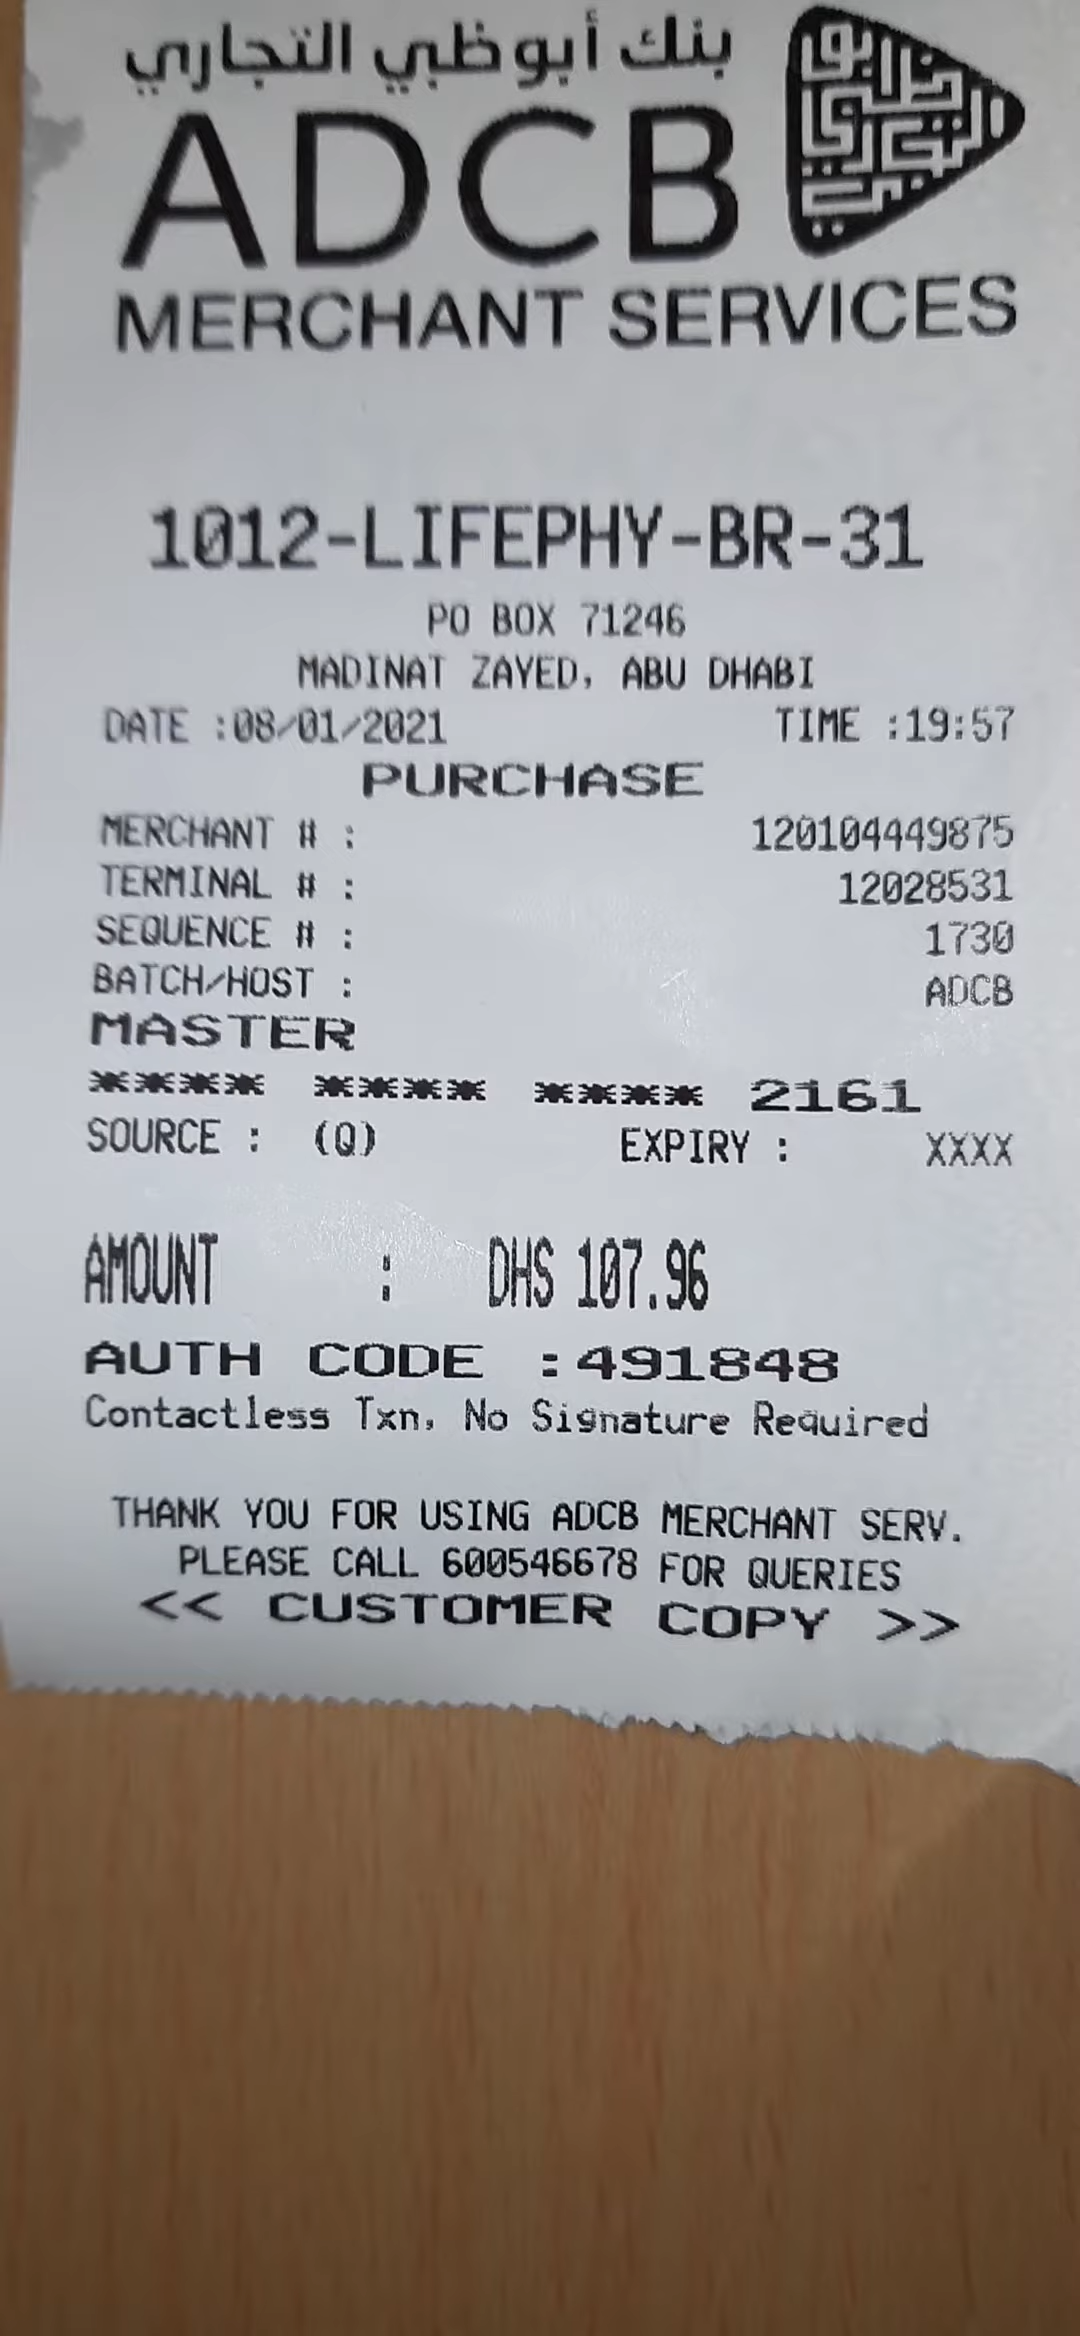 بنك أبوظبي التجاري
ADCB
MERCHANT SERVICES
1012-LIFEPHY-BR-31
PO BOX 71246
MADINAT ZAYED, ABU DHABI
DATE :08/01/2021 TIME :19:57
PURCHASE
MERCHANT # : 120104449875
TERMINAL # : 12028531
SEQUENCE # : 1730
BATCH/HOST : ADCB
MASTER
**** **** **** 2161
SOURCE : (Q) EXPIRY : XXXX
AMOUNT : DHS 107.96
AUTH CODE :491848
Contactless Txn, No Signature Required
THANK YOU FOR USING ADCB MERCHANT SERV.
PLEASE CALL 600546678 FOR QUERIES
<< CUSTOMER COPY >>